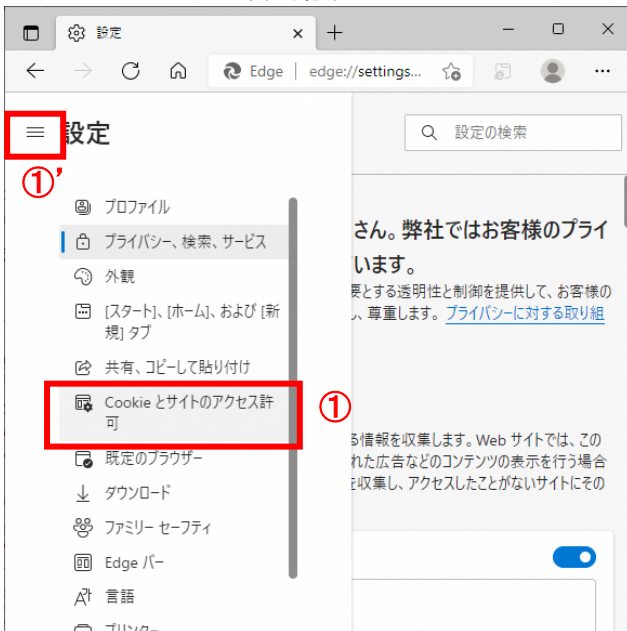 設定
Edge edge://settings...
設定
設定の検索
①’
プロファイル
プライバシー、検索、サービス
外観
[スタート]、[ホーム]、および [新
規] タブ
共有、コピーして貼り付け
Cookie とサイトのアクセス許
可
①
既定のブラウザー
ダウンロード
ファミリー セーフティ
Edge バー
言語
プリンター
さん。弊社ではお客様のプライ
います。
要とする透明性と制御を提供して、お客様の
し、尊重します。 プライバシーに対する取り組
る情報を収集します。Web サイトでは、この
れた広告などのコンテンツの表示を行う場合
を収集し、アクセスしたことがないサイトにその